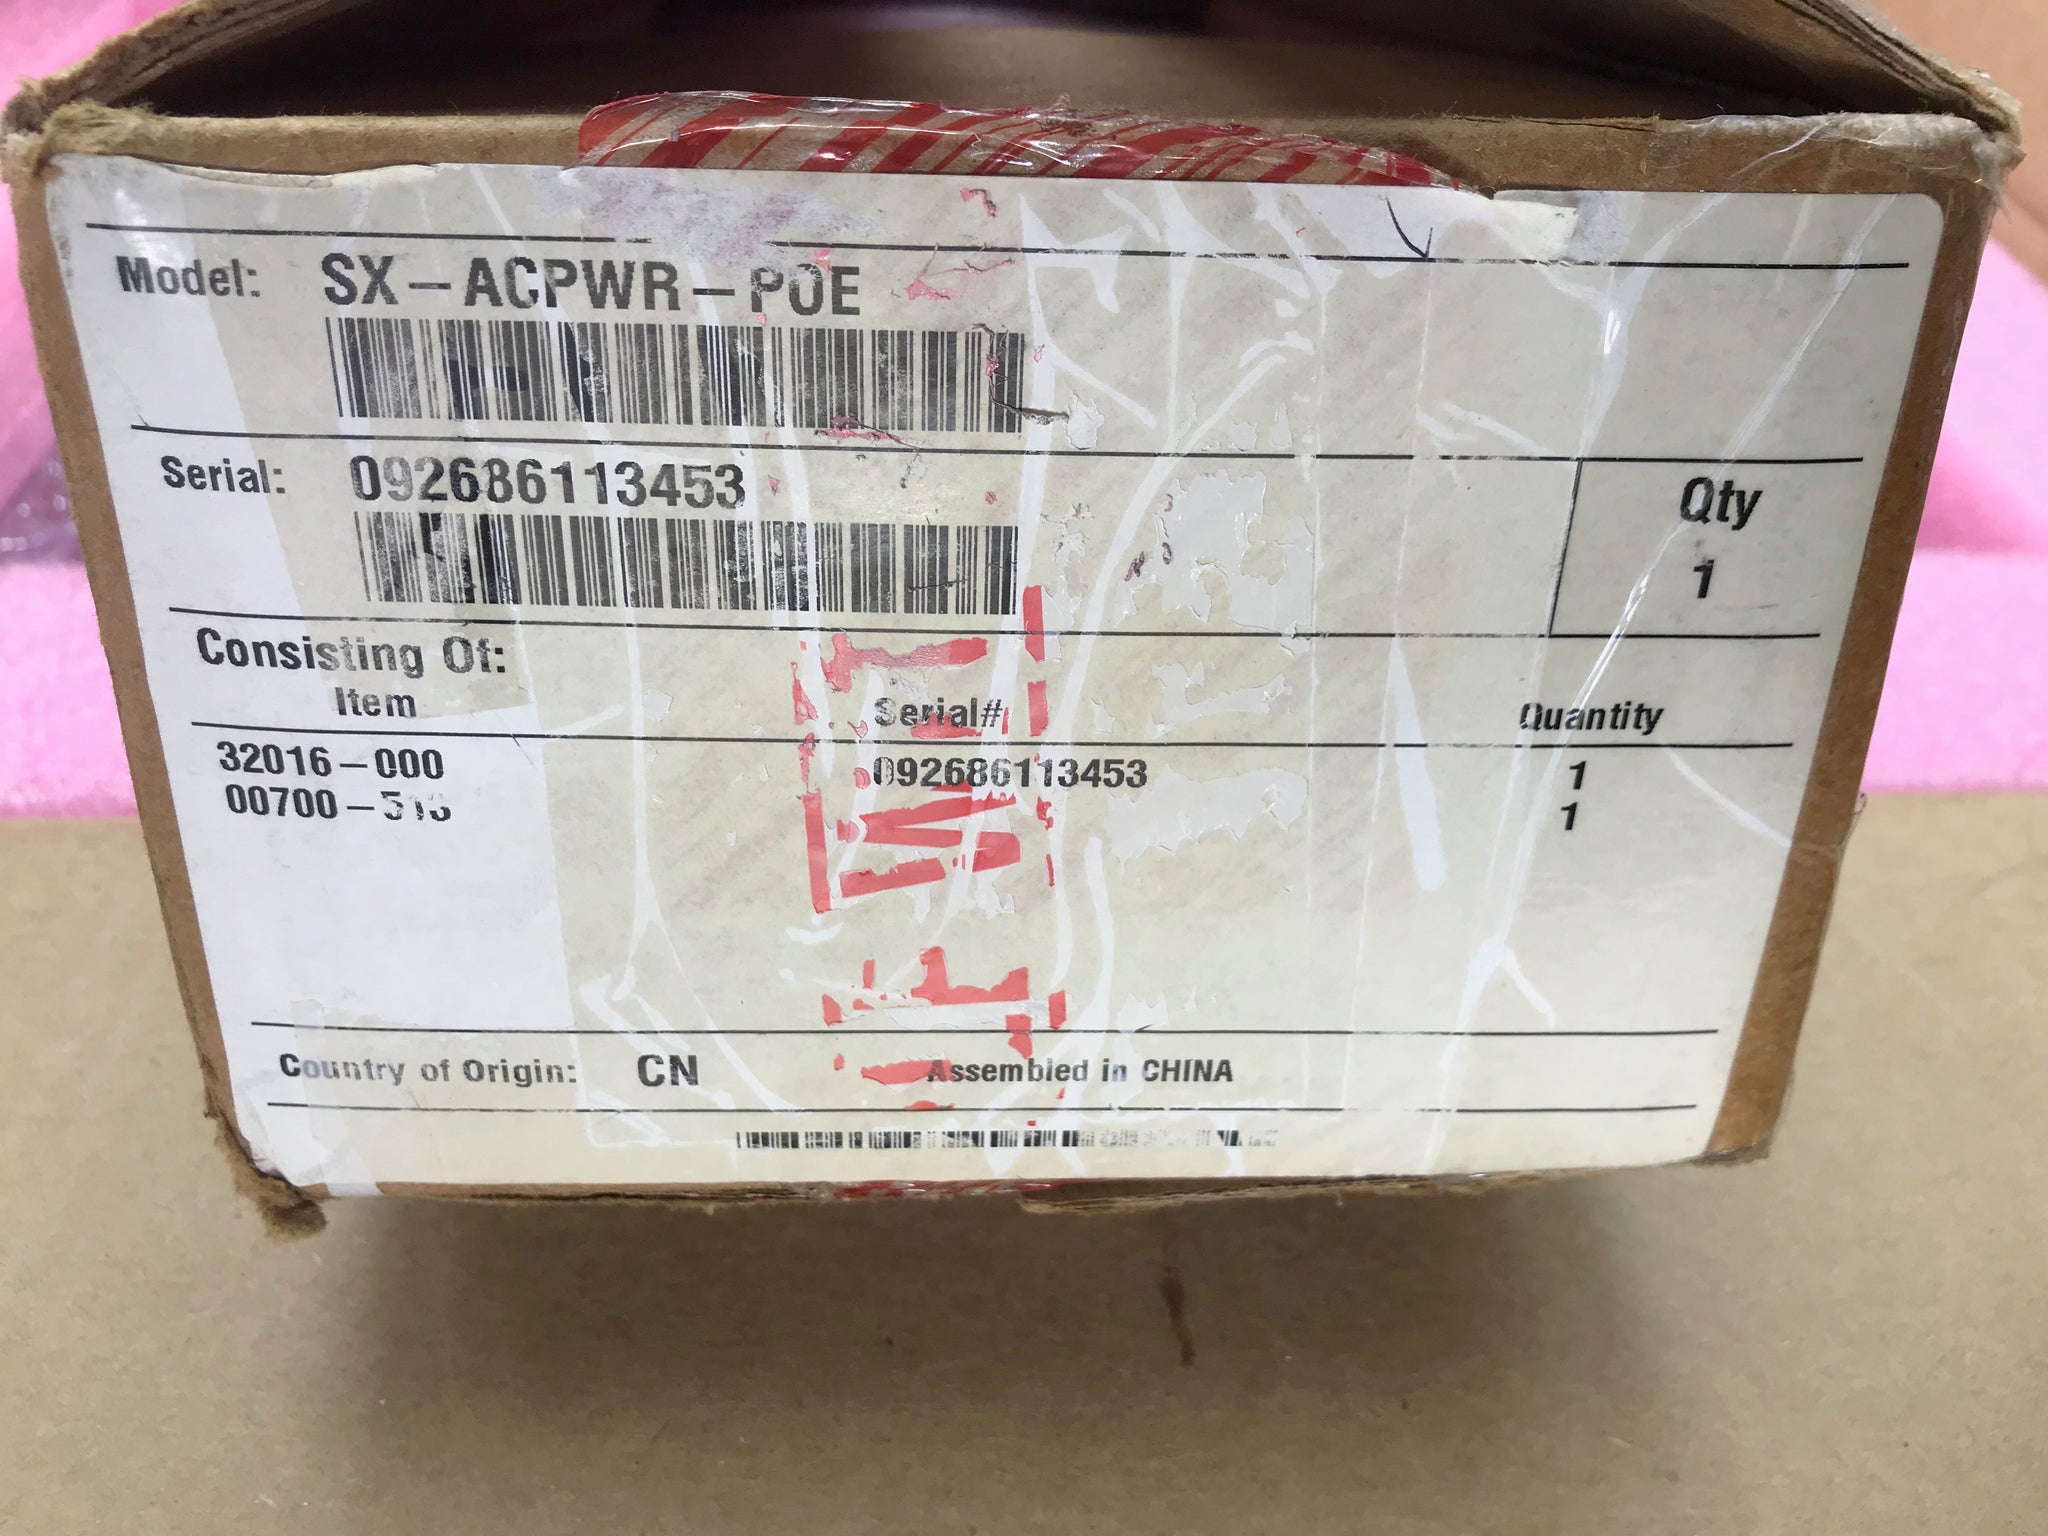 Model: SX-ACPWR-POE
Serial: 092686113453
Qty
1
Consisting Of:
Item Serial# Quantity
32016-000 092686113453 1
1
Country of Origin: CN Assembled in CHINA